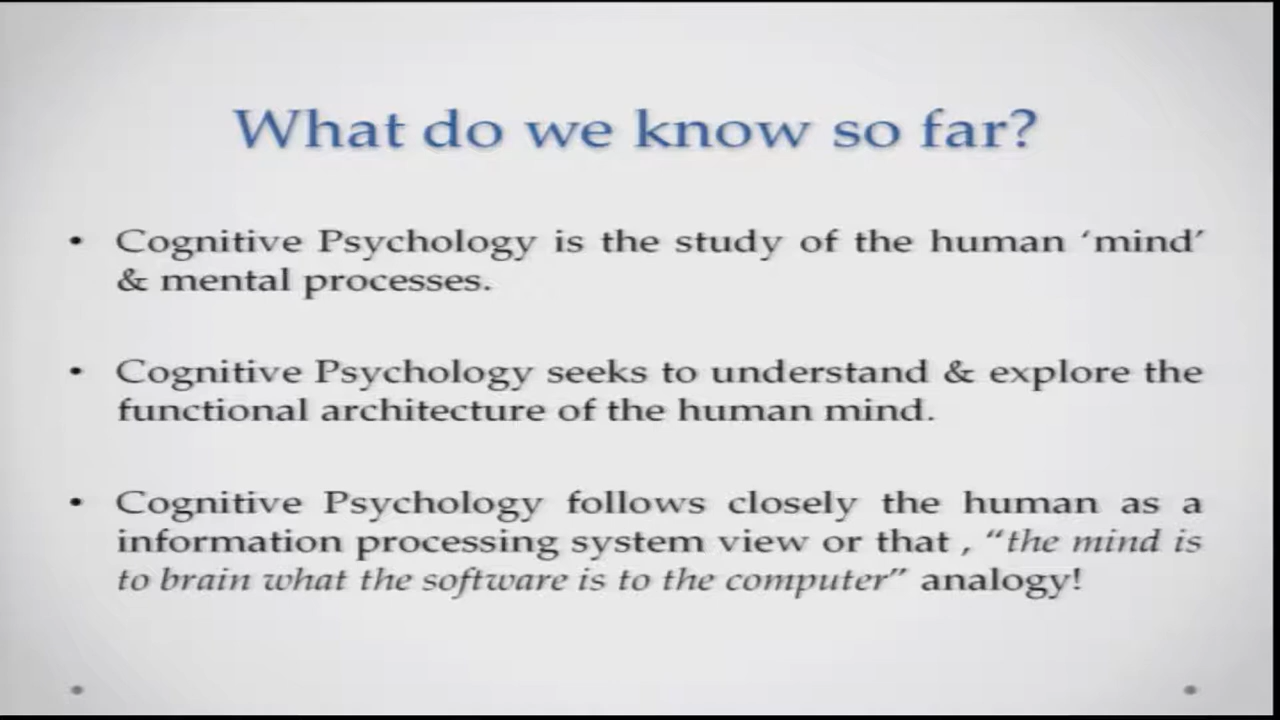 What do we know so far?
• Cognitive Psychology is the study of the human ‘mind’
& mental processes.
• Cognitive Psychology seeks to understand & explore the
functional architecture of the human mind.
• Cognitive Psychology follows closely the human as a
information processing system view or that , “the mind is
to brain what the software is to the computer” analogy!